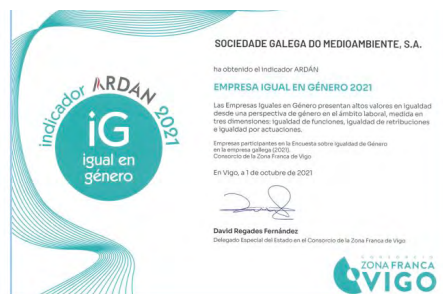 SOCIEDADE GALEGA DO MEDIOAMBIENTE, S.A.
ha obtenido el Indicador ARDÁN
EMPRESA IGUAL EN GÉNERO 2021
Las Empresas Iguales en Género presentan altos valores en igualdad
desde una perspectiva de género en el ámbito laboral, medida en
tres dimensiones: igualdad de funciones, igualdad de retribuciones
e igualdad por actuaciones.
Empresas participantes en la Encuesta sobre Igualdad de Género
en la empresa gallega (2021).
Consorcio de la Zona Franca de Vigo
En Vigo, a 1 de octubre de 2021
David Regades Fernández
Delegado Especial del Estado en el Consorcio de la Zona Franca de Vigo
indicador ARDAN 2021
iG
igual en
género
CONSORCIO
ZONA FRANCA
VIGO